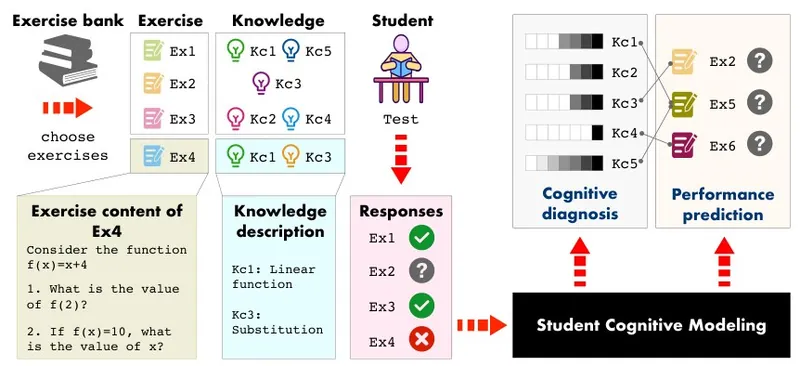 Exercise bank
Exercise
Knowledge
Student
choose
exercises
Ex1
Kc1
Kc5
Ex2
Kc3
Ex3
Kc2
Kc4
Ex4
Kc1
Kc3
Test
Exercise content of
Ex4
Consider the function
f(x)=x+4
1. What is the value
of f(2)?
2. If f(x)=10, what
is the value of x?
Knowledge
description
Kc1: Linear
function
Kc3:
Substitution
Responses
Ex1
Ex2
?
Ex3
Ex4
Kc1
Kc2
Kc3
Kc4
Kc5
Cognitive
diagnosis
Ex2
?
Ex5
?
Ex6
?
Performance
prediction
Student Cognitive Modeling